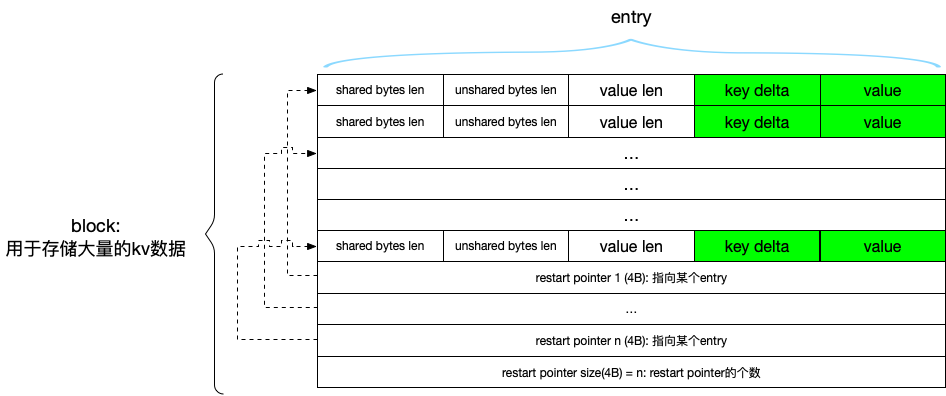 entry
shared bytes len unshared bytes len value len key delta value
shared bytes len unshared bytes len value len key delta value
...
...
...
block:
用于存储大量的kv数据
shared bytes len unshared bytes len value len key delta value
restart pointer 1 (4B): 指向某个entry
...
restart pointer n (4B): 指向某个entry
restart pointer size(4B) = n: restart pointer的个数